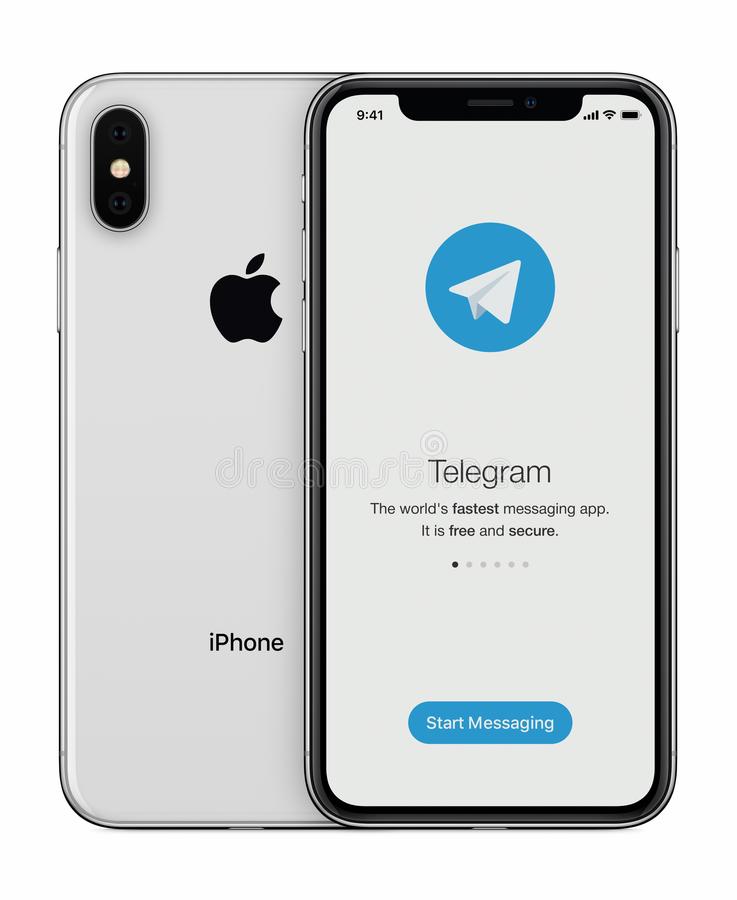 9:41
dreamstime
Telegram
The world's fastest messaging app.
It is free and secure.
iPhone
Start Messaging